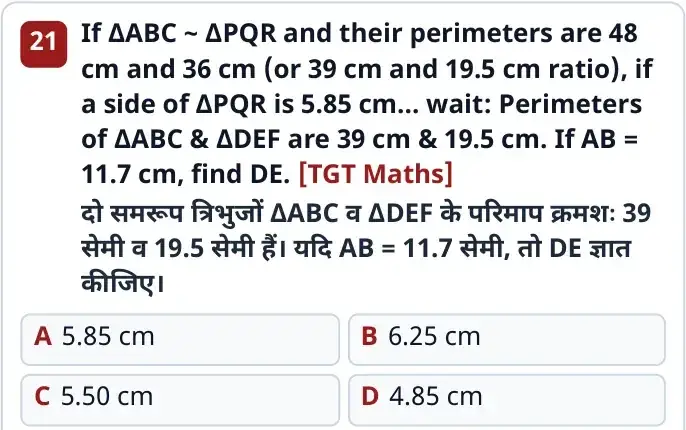 21 If ΔABC ~ ΔPQR and their perimeters are 48
cm and 36 cm (or 39 cm and 19.5 cm ratio), if
a side of ΔPQR is 5.85 cm... wait: Perimeters
of ΔABC & ΔDEF are 39 cm & 19.5 cm. If AB =
11.7 cm, find DE. [TGT Maths]
दो समरूप त्रिभुजों ΔABC व ΔDEF के परिमाप क्रमशः 39
सेमी व 19.5 सेमी हैं। यदि AB = 11.7 सेमी, तो DE ज्ञात
कीजिए।
A 5.85 cm
B 6.25 cm
C 5.50 cm
D 4.85 cm